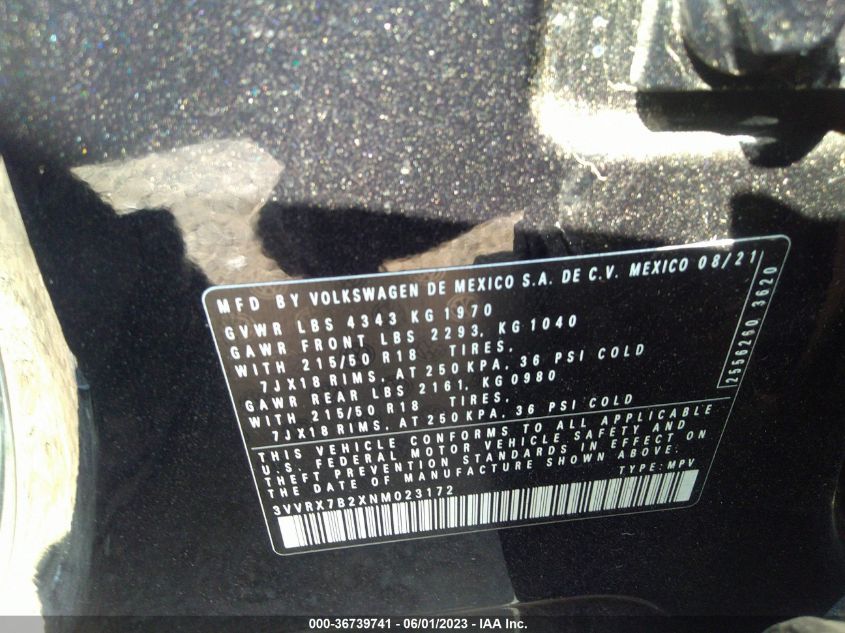 MFD BY VOLKSWAGEN DE MEXICO S.A. DE C.V. MEXICO 08/21
GVWR LBS 4343 KG 1970
GAWR FRONT LBS 2293, KG 1040
WITH 215/50 R18 TIRES,
7JX18 RIMS, AT 250 KPA, 36 PSI COLD
GAWR REAR LBS 2161, KG 0980
WITH 215/50 R18 TIRES,
7JX18 RIMS, AT 250 KPA, 36 PSI COLD
2556260 3620
THIS VEHICLE CONFORMS TO ALL APPLICABLE
U.S. FEDERAL MOTOR VEHICLE SAFETY AND
THEFT PREVENTION STANDARDS IN EFFECT ON
THE DATE OF MANUFACTURE SHOWN ABOVE.
TYPE: MPV
3VVRX7B2XNM023172
000-36739741 - 06/01/2023 - IAA Inc.